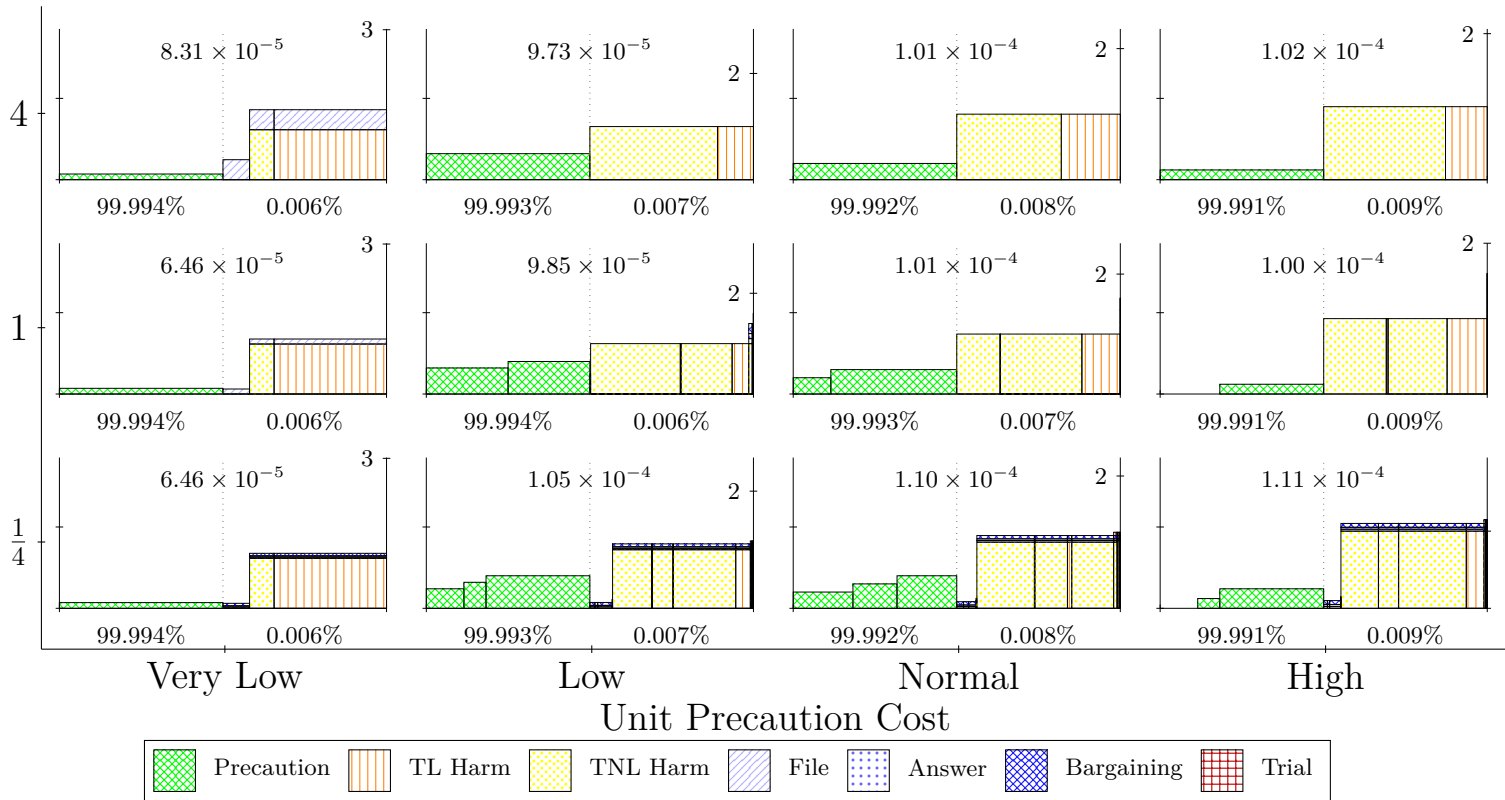 3 2 2 2
8.31 × 10⁻⁵ 9.73 × 10⁻⁵ 1.01 × 10⁻⁴ 1.02 × 10⁻⁴
4
99.994% 0.006% 99.993% 0.007% 99.992% 0.008% 99.991% 0.009%
3 2 2 2
6.46 × 10⁻⁵ 9.85 × 10⁻⁵ 1.01 × 10⁻⁴ 1.00 × 10⁻⁴
1
99.994% 0.006% 99.994% 0.006% 99.993% 0.007% 99.991% 0.009%
3 2 2 2
6.46 × 10⁻⁵ 1.05 × 10⁻⁴ 1.10 × 10⁻⁴ 1.11 × 10⁻⁴
1/4
99.994% 0.006% 99.993% 0.007% 99.992% 0.008% 99.991% 0.009%
Very Low Low Normal High
Unit Precaution Cost
Precaution TL Harm TNL Harm File Answer Bargaining Trial